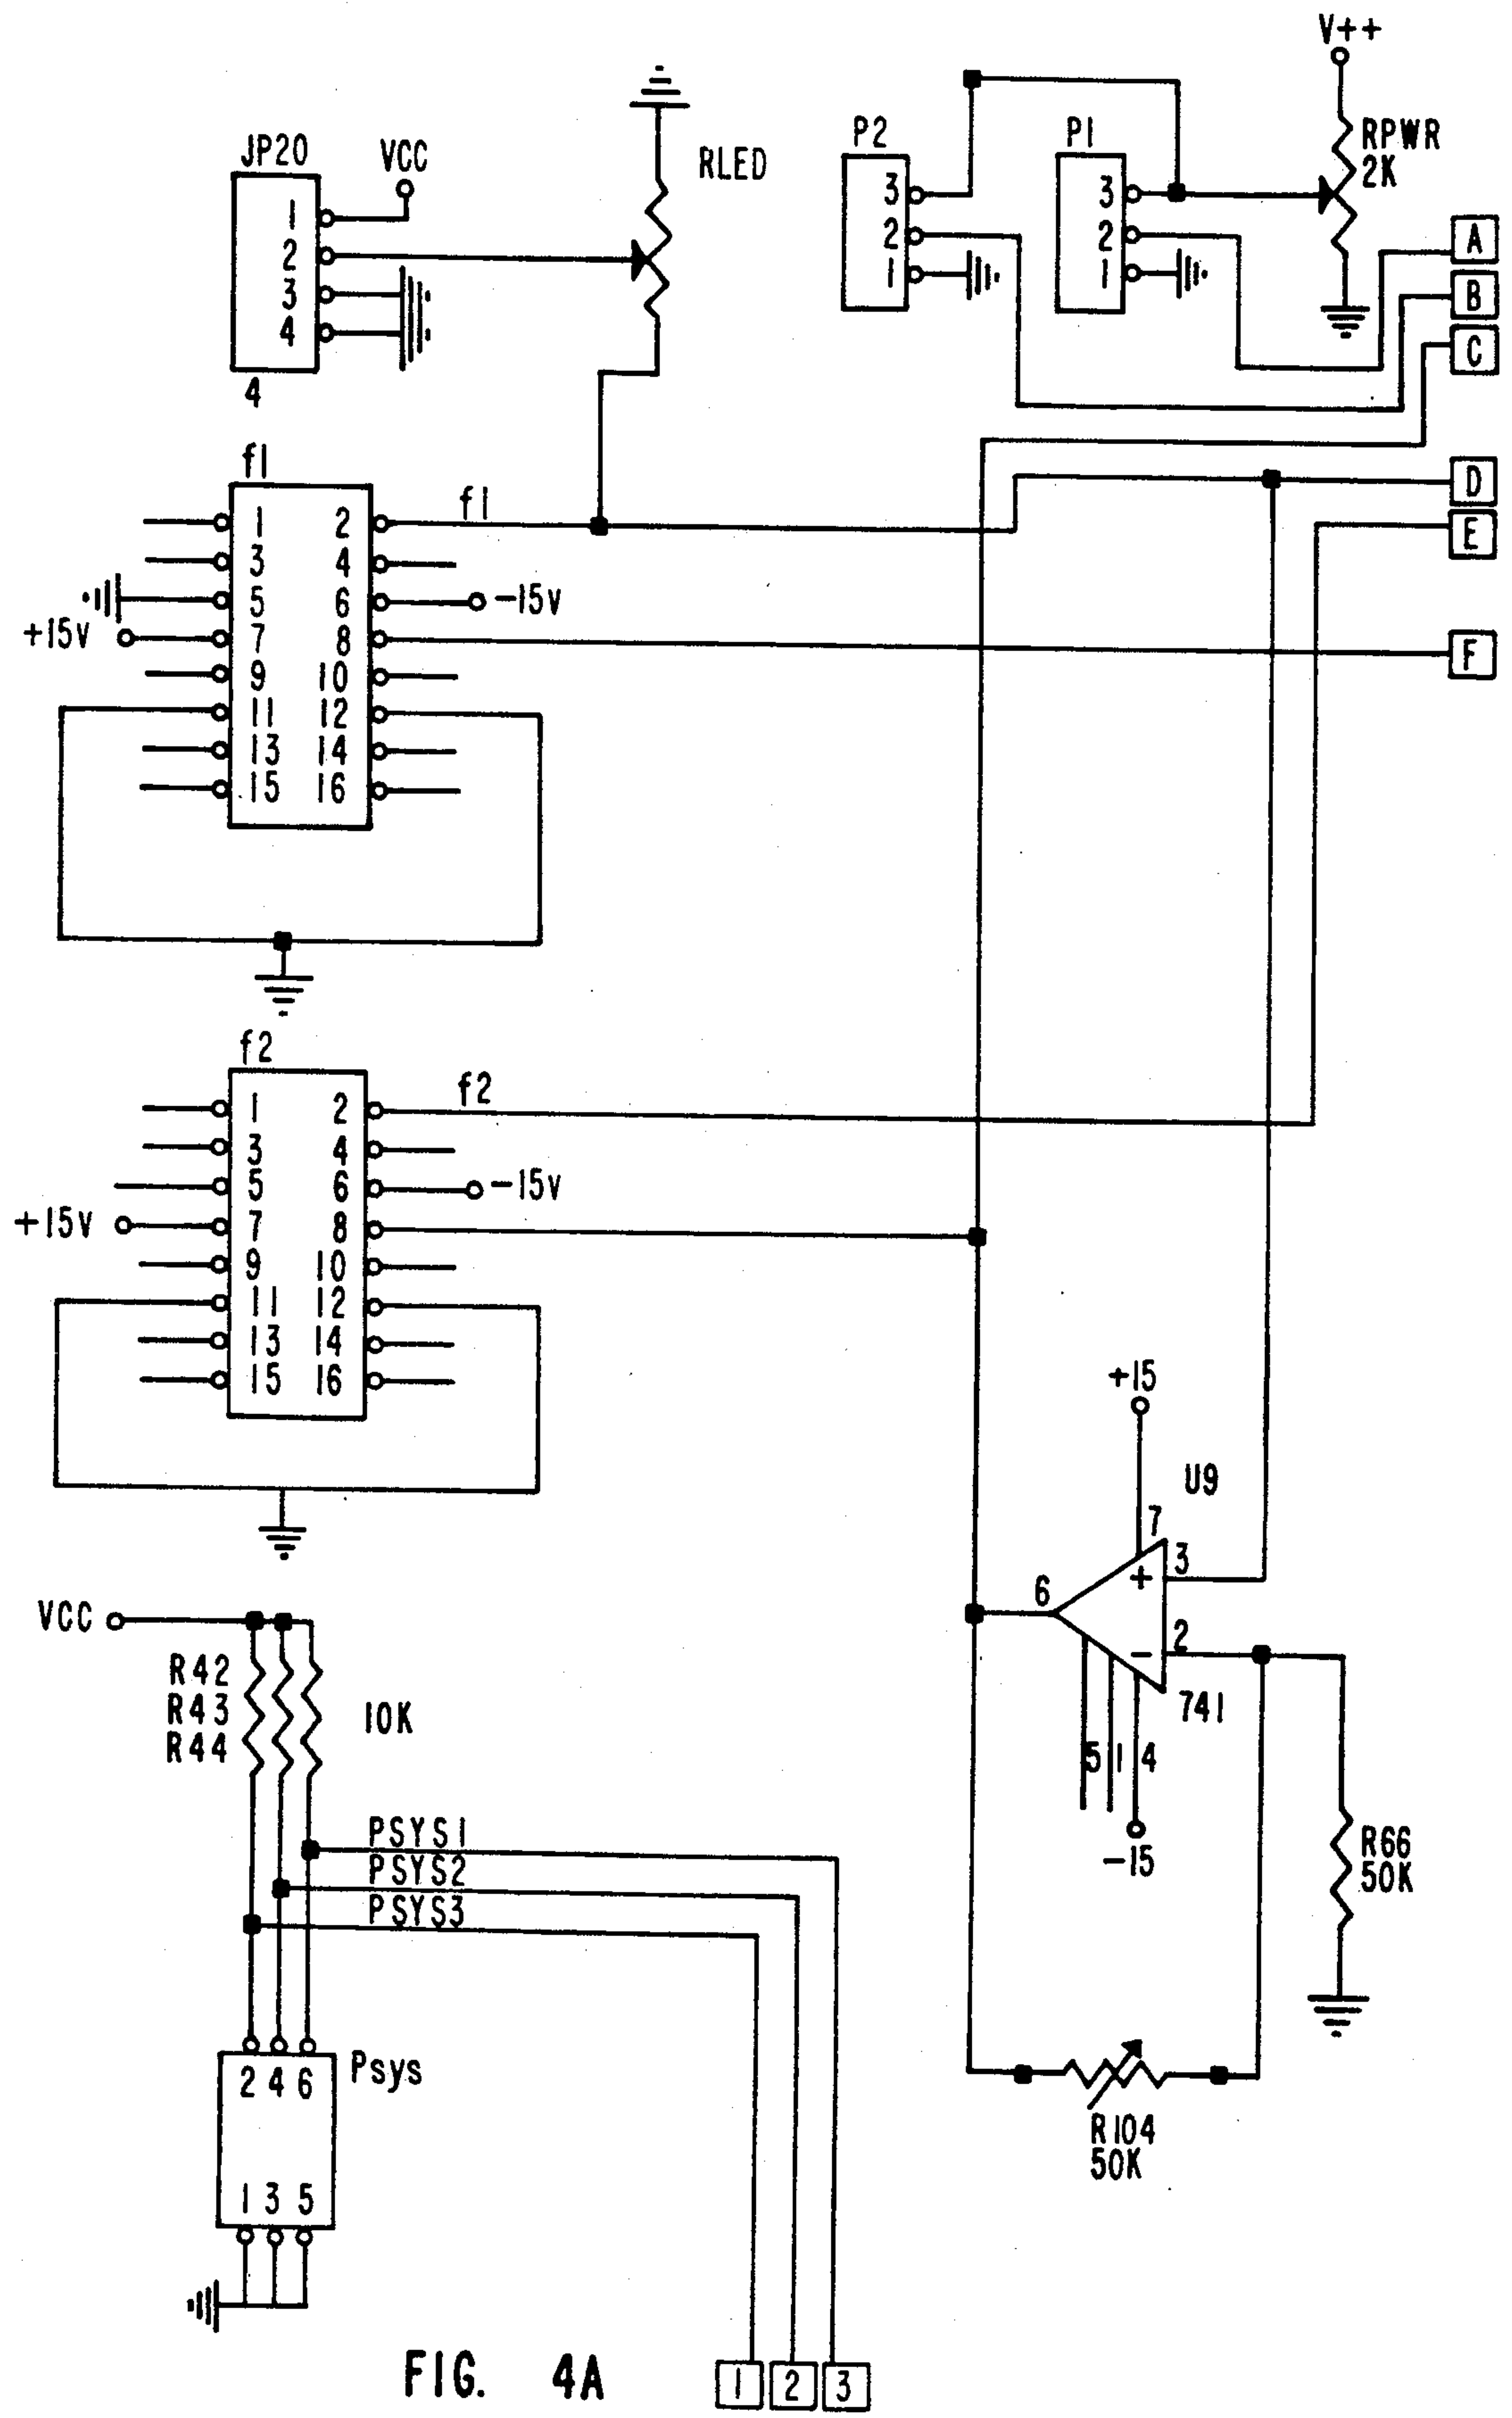 V++
JP20
VCC
RLED
P2
P1
RPWR
2K
1
2
3
4
4
3
2
1
3
2
1
A
B
C
D
E
F
f1
f1
1 2
3 4
5 6 -15v
+15v 7 8
9 10
11 12
13 14
15 16
f2
f2
1 2
3 4
5 6 -15v
+15v 7 8
9 10
11 12
13 14
15 16
+15
U9
7
3
+
6
2
-
741
5 1 4
-15
R66
50K
R104
50K
VCC
R42
R43
R44
10K
PSYS1
PSYS2
PSYS3
Psys
2 4 6
1 3 5
FIG. 4A
1 2 3